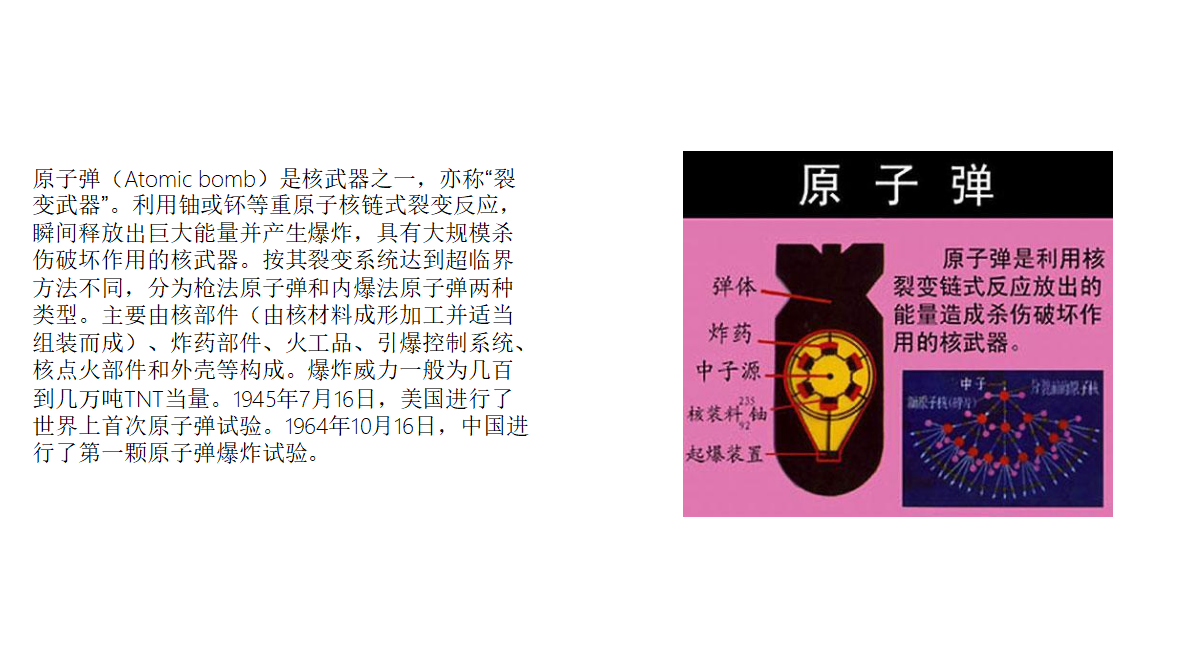 原子弹（Atomic bomb）是核武器之一，亦称“裂
变武器”。利用铀或钚等重原子核链式裂变反应，
瞬间释放出巨大能量并产生爆炸，具有大规模杀
伤破坏作用的核武器。按其裂变系统达到超临界
方法不同，分为枪法原子弹和内爆法原子弹两种
类型。主要由核部件（由核材料成形加工并适当
组装而成）、炸药部件、火工品、引爆控制系统、
核点火部件和外壳等构成。爆炸威力一般为几百
到几万吨TNT当量。1945年7月16日，美国进行了
世界上首次原子弹试验。1964年10月16日，中国进
行了第一颗原子弹爆炸试验。
原子弹
弹体
炸药
中子源
核装料 235 92 铀
起爆装置
原子弹是利用核
裂变链式反应放出的
能量造成杀伤破坏作
用的核武器。
中子
分裂前的原子核
原子核(碎片)